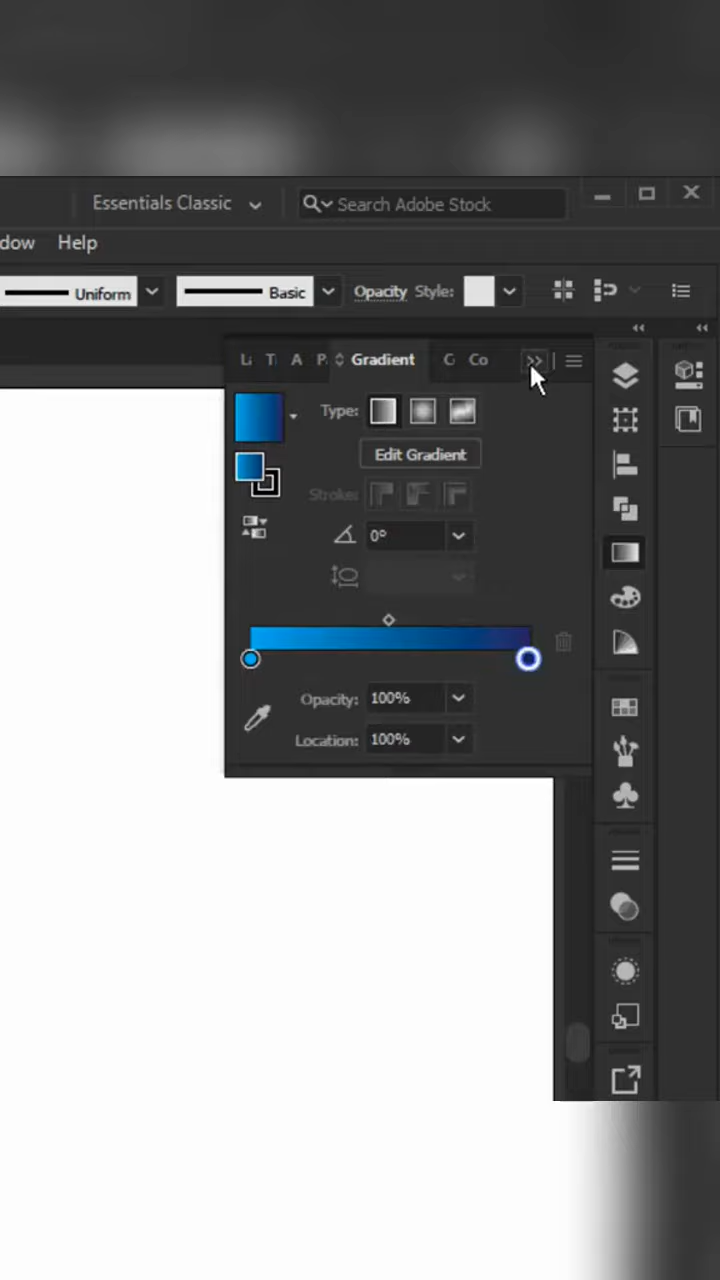 Essentials Classic
Search Adobe Stock
dow Help
Uniform
Basic
Opacity Style:
Gradient
Co
Type:
Edit Gradient
Stroke:
0°
Opacity: 100%
Location: 100%